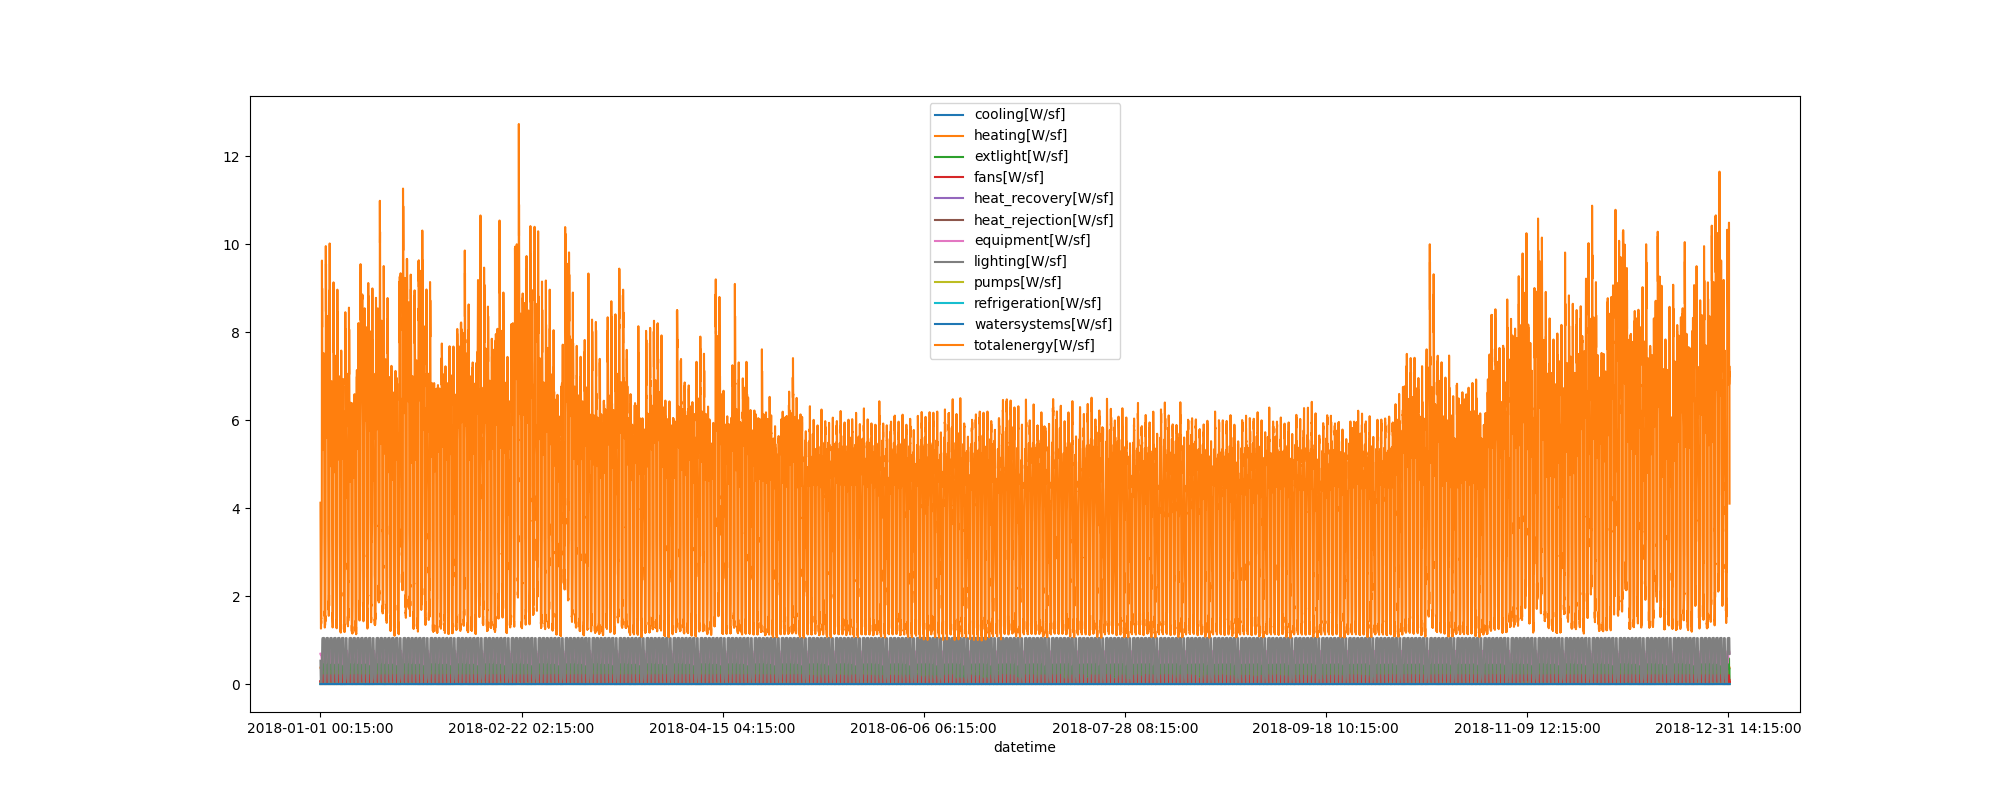 cooling[W/sf]
heating[W/sf]
extlight[W/sf]
fans[W/sf]
heat_recovery[W/sf]
heat_rejection[W/sf]
equipment[W/sf]
lighting[W/sf]
pumps[W/sf]
refrigeration[W/sf]
watersystems[W/sf]
totalenergy[W/sf]
12
10
8
6
4
2
0
2018-01-01 00:15:00 2018-02-22 02:15:00 2018-04-15 04:15:00 2018-06-06 06:15:00 2018-07-28 08:15:00 2018-09-18 10:15:00 2018-11-09 12:15:00 2018-12-31 14:15:00
datetime